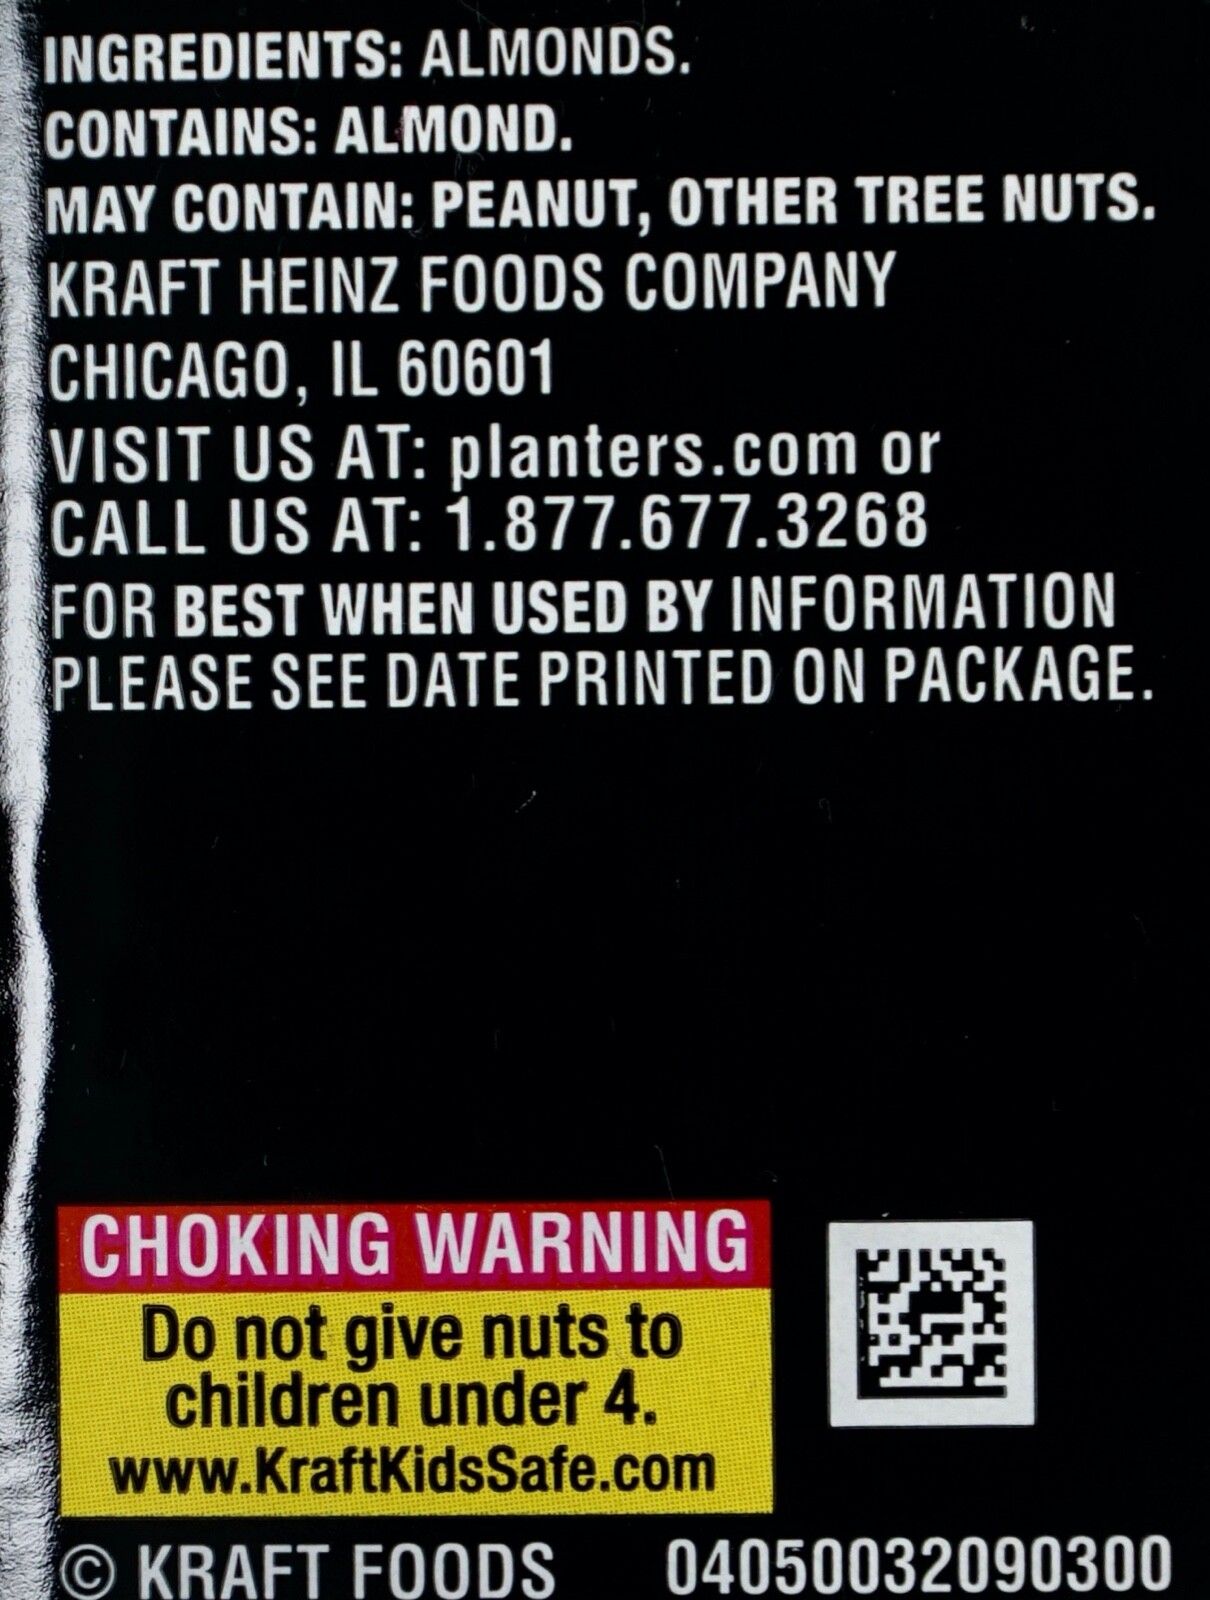 INGREDIENTS: ALMONDS.
CONTAINS: ALMOND.
MAY CONTAIN: PEANUT, OTHER TREE NUTS.
KRAFT HEINZ FOODS COMPANY
CHICAGO, IL 60601
VISIT US AT: planters.com or
CALL US AT: 1.877.677.3268
FOR BEST WHEN USED BY INFORMATION
PLEASE SEE DATE PRINTED ON PACKAGE.
CHOKING WARNING
Do not give nuts to
children under 4.
www.KraftKidsSafe.com
© KRAFT FOODS 04050032090300